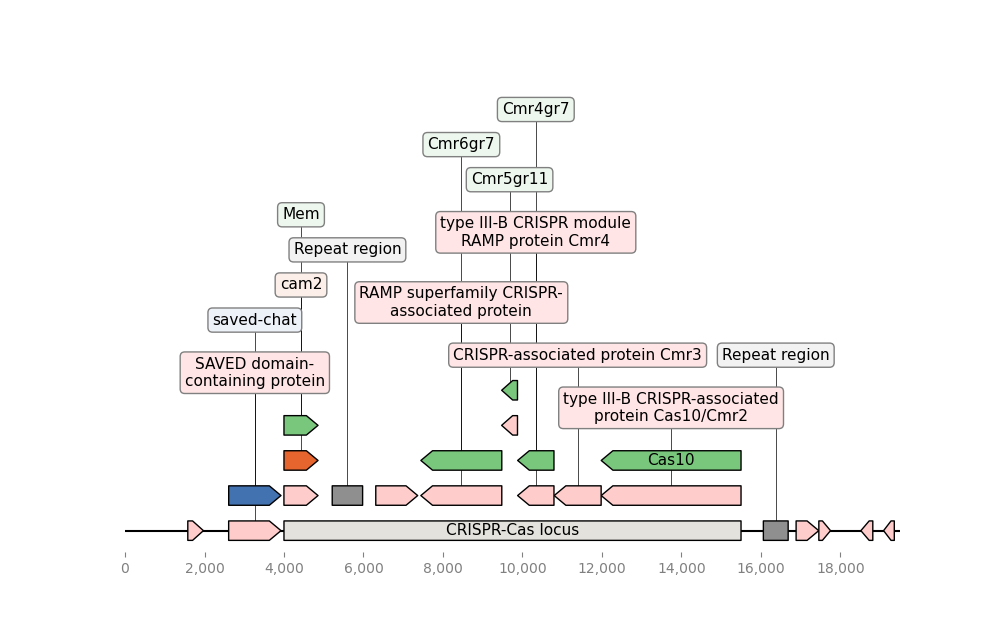 Cmr4gr7
Cmr6gr7
Cmr5gr11
Mem
type III-B CRISPR module
RAMP protein Cmr4
Repeat region
cam2
RAMP superfamily CRISPR-
associated protein
saved-chat
CRISPR-associated protein Cmr3
Repeat region
SAVED domain-
containing protein
type III-B CRISPR-associated
protein Cas10/Cmr2
Cas10
CRISPR-Cas locus
0 2,000 4,000 6,000 8,000 10,000 12,000 14,000 16,000 18,000